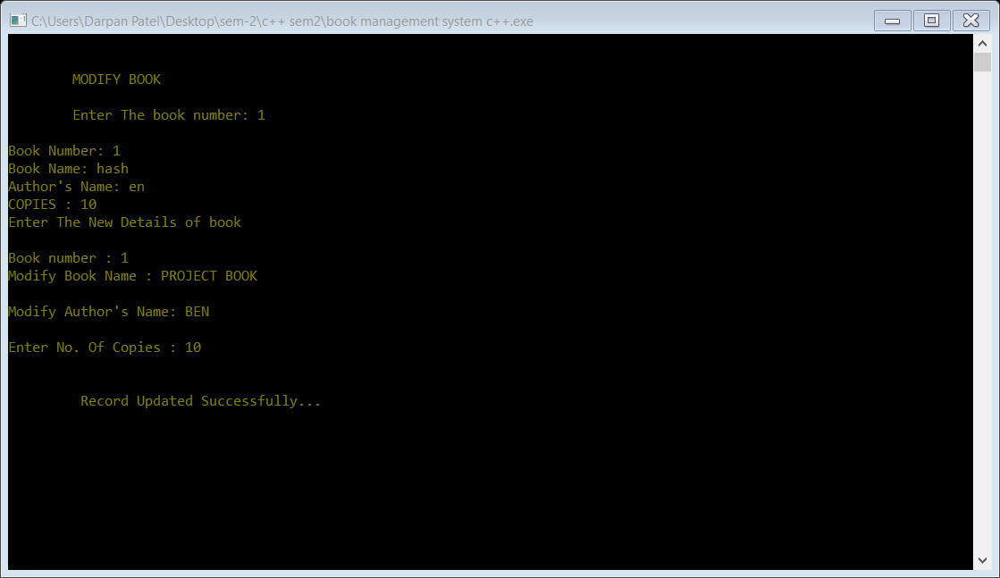 C:\Users\Darpan Patel\Desktop\sem-2\c++ sem2\book management system c++.exe
MODIFY BOOK
Enter The book number: 1
Book Number: 1
Book Name: hash
Author's Name: en
COPIES : 10
Enter The New Details of book
Book number : 1
Modify Book Name : PROJECT BOOK
Modify Author's Name: BEN
Enter No. Of Copies : 10
Record Updated Successfully...